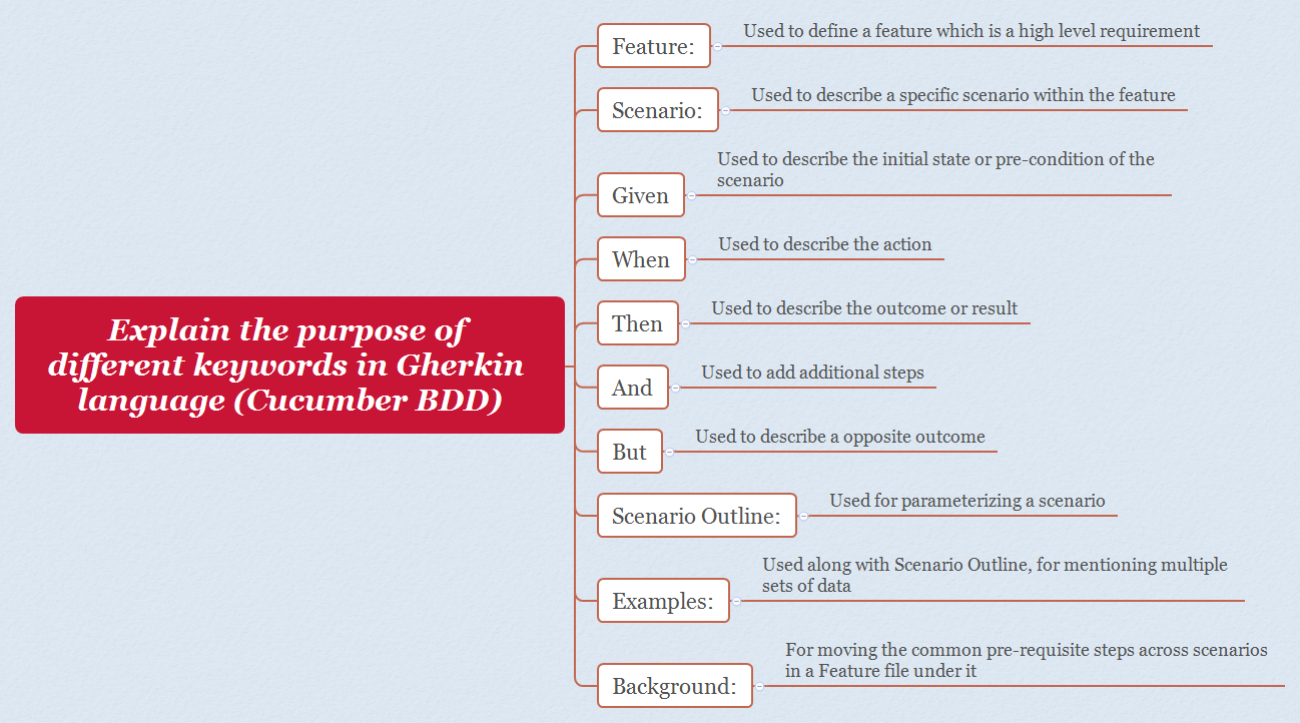 Explain the purpose of
different keywords in Gherkin
language (Cucumber BDD)
Feature:
Used to define a feature which is a high level requirement
Scenario:
Used to describe a specific scenario within the feature
Given
Used to describe the initial state or pre-condition of the
scenario
When
Used to describe the action
Then
Used to describe the outcome or result
And
Used to add additional steps
But
Used to describe a opposite outcome
Scenario Outline:
Used for parameterizing a scenario
Examples:
Used along with Scenario Outline, for mentioning multiple
sets of data
Background:
For moving the common pre-requisite steps across scenarios
in a Feature file under it